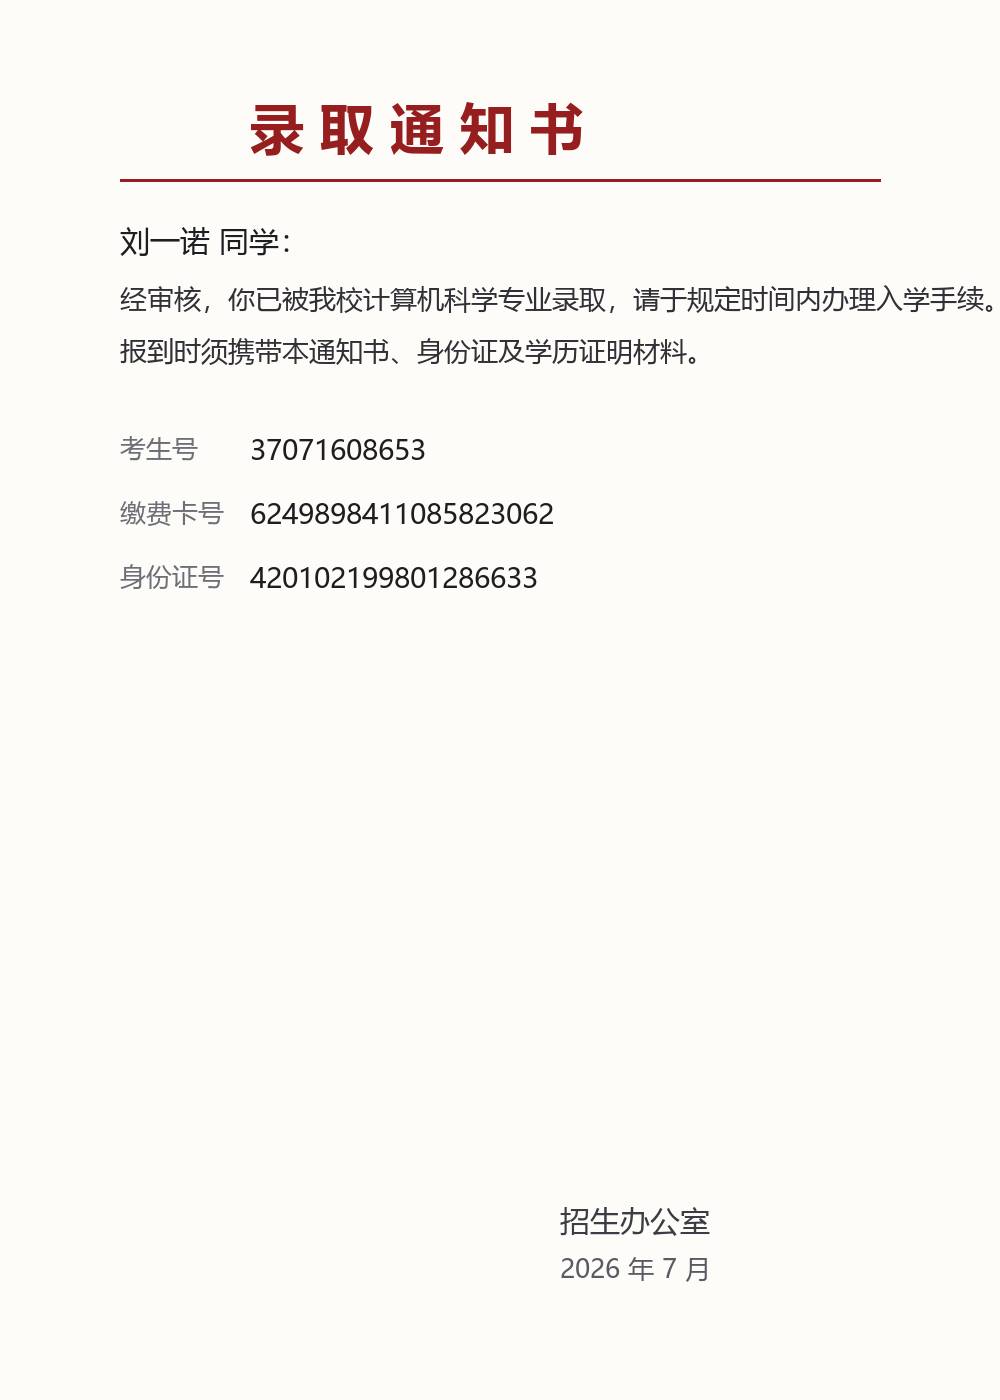 录取通知书
刘一诺 同学：
经审核，你已被我校计算机科学专业录取，请于规定时间内办理入学手续。
报到时须携带本通知书、身份证及学历证明材料。
考生号 37071608653
缴费卡号 6249898411085823062
身份证号 420102199801286633
招生办公室
2026 年 7 月